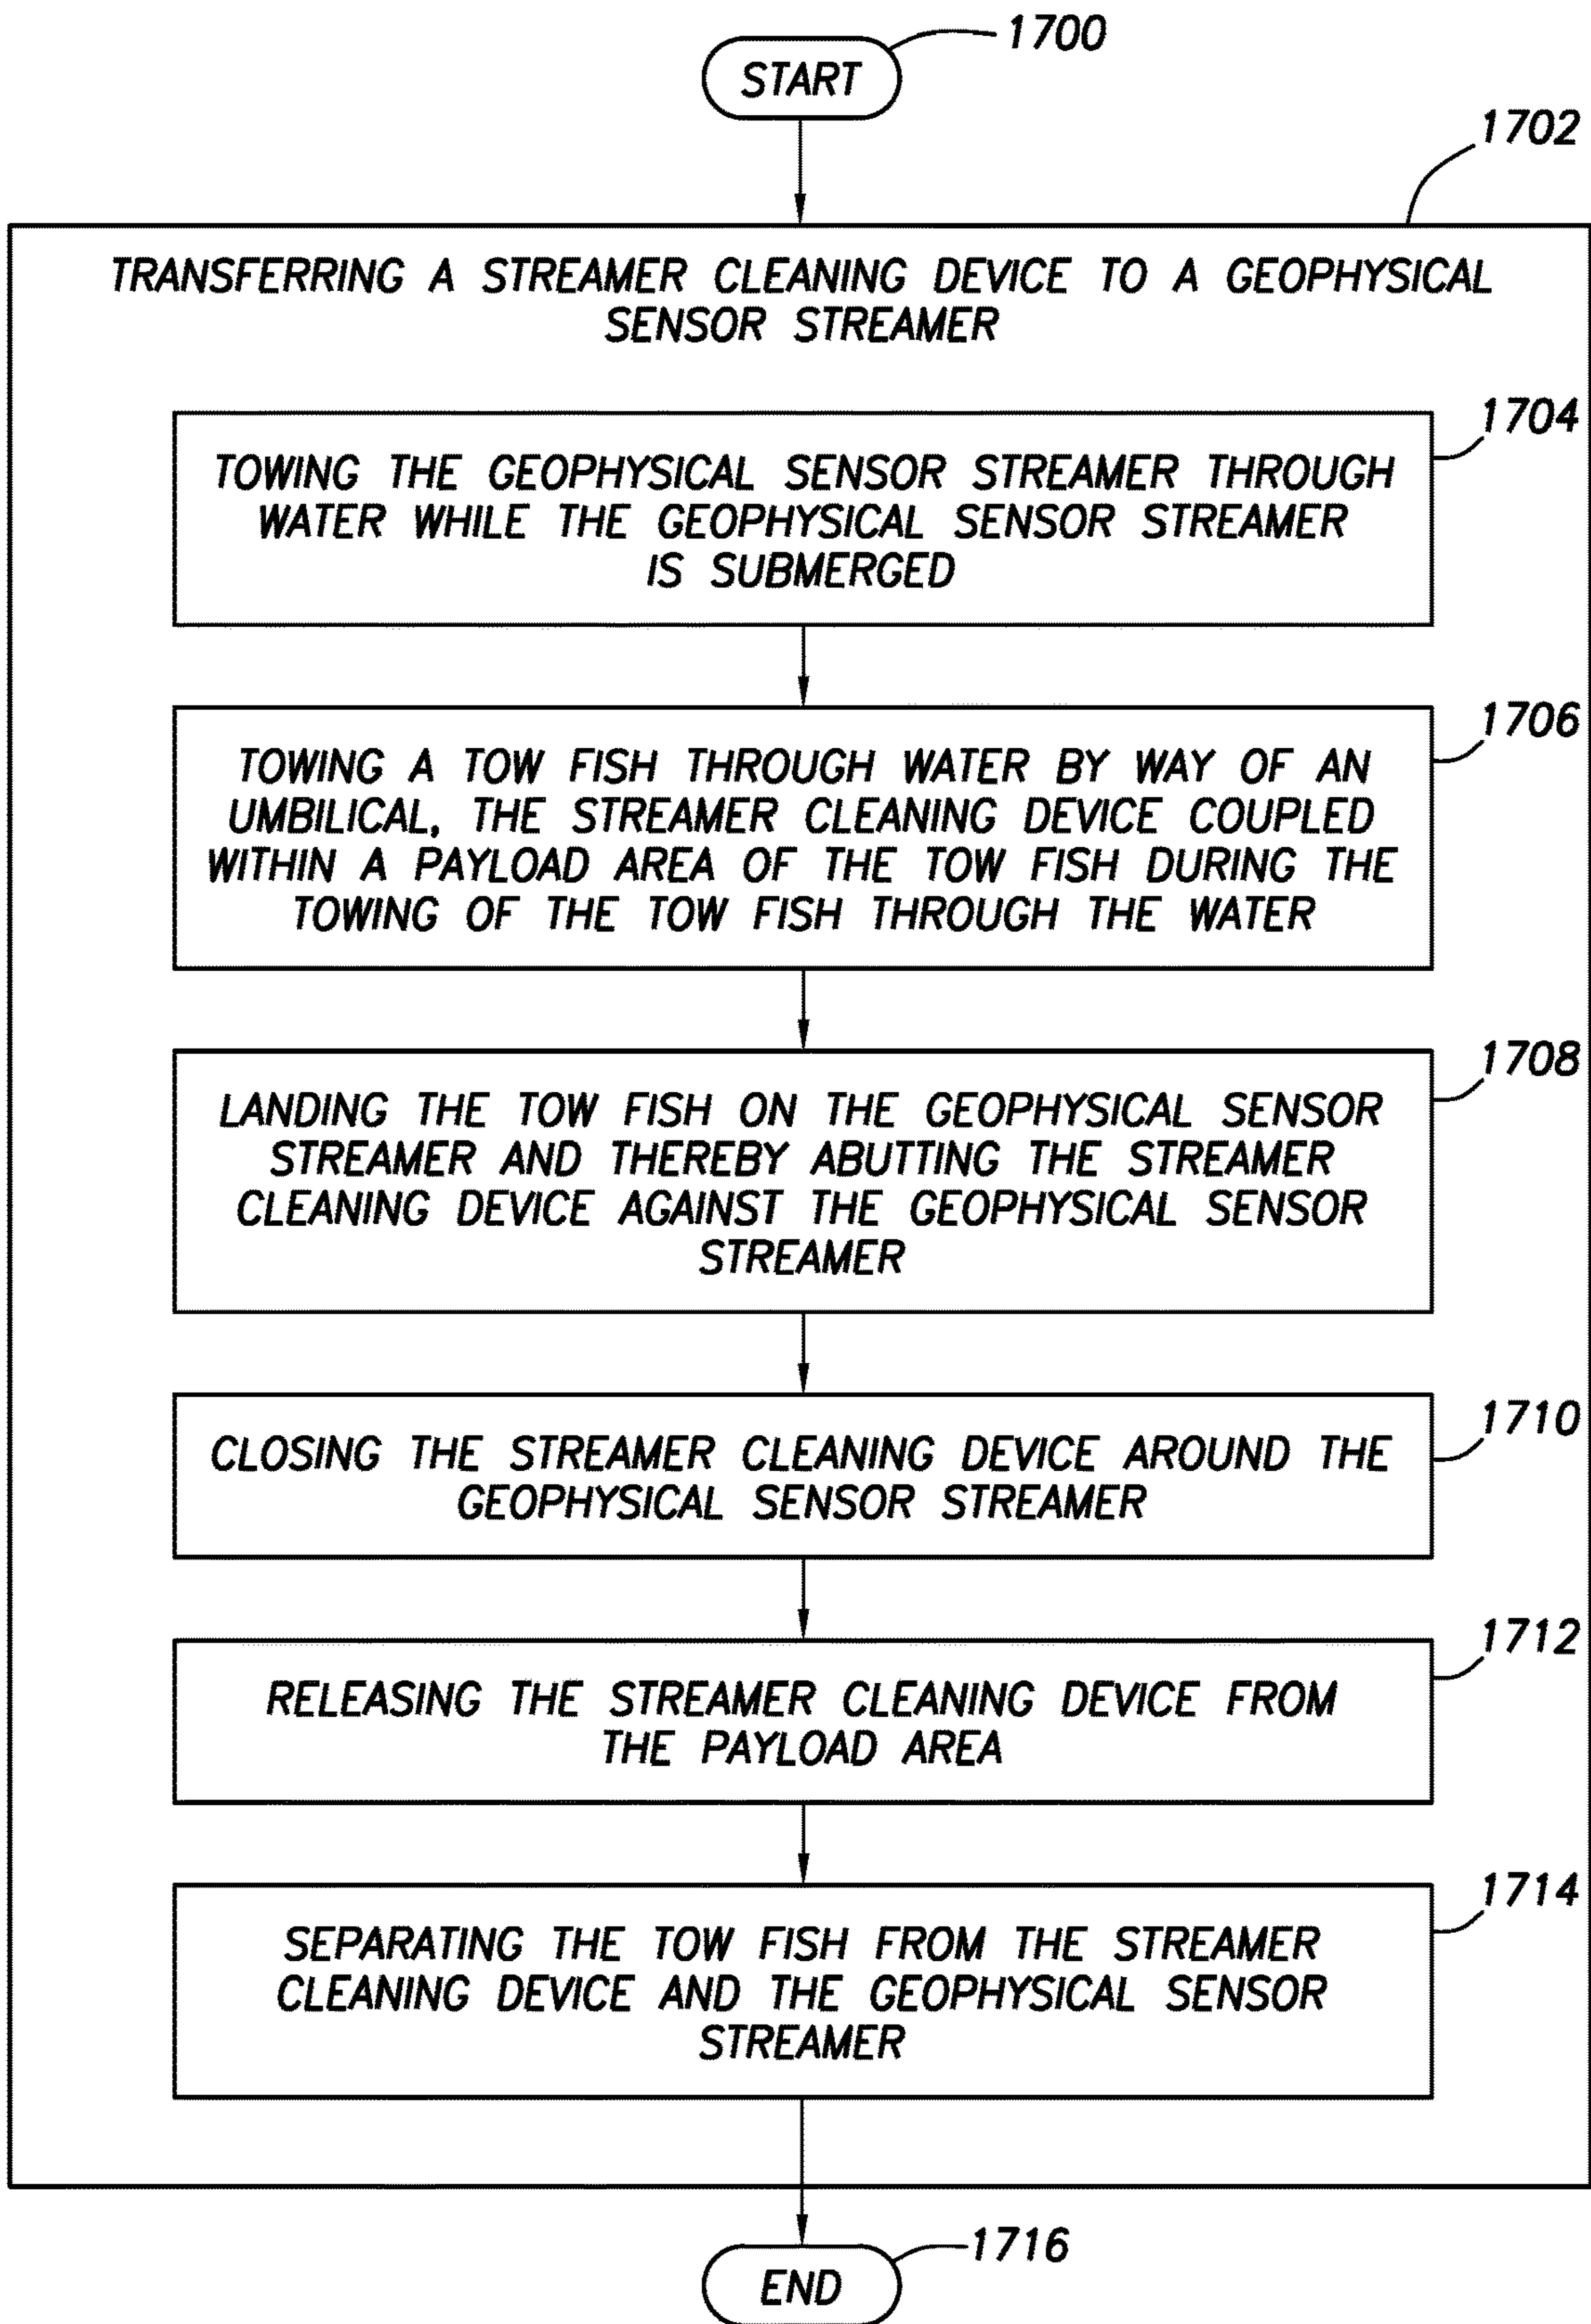 1700
START
1702
TRANSFERRING A STREAMER CLEANING DEVICE TO A GEOPHYSICAL
SENSOR STREAMER
1704
TOWING THE GEOPHYSICAL SENSOR STREAMER THROUGH
WATER WHILE THE GEOPHYSICAL SENSOR STREAMER
IS SUBMERGED
1706
TOWING A TOW FISH THROUGH WATER BY WAY OF AN
UMBILICAL, THE STREAMER CLEANING DEVICE COUPLED
WITHIN A PAYLOAD AREA OF THE TOW FISH DURING THE
TOWING OF THE TOW FISH THROUGH THE WATER
1708
LANDING THE TOW FISH ON THE GEOPHYSICAL SENSOR
STREAMER AND THEREBY ABUTTING THE STREAMER
CLEANING DEVICE AGAINST THE GEOPHYSICAL SENSOR
STREAMER
1710
CLOSING THE STREAMER CLEANING DEVICE AROUND THE
GEOPHYSICAL SENSOR STREAMER
1712
RELEASING THE STREAMER CLEANING DEVICE FROM
THE PAYLOAD AREA
1714
SEPARATING THE TOW FISH FROM THE STREAMER
CLEANING DEVICE AND THE GEOPHYSICAL SENSOR
STREAMER
1716
END